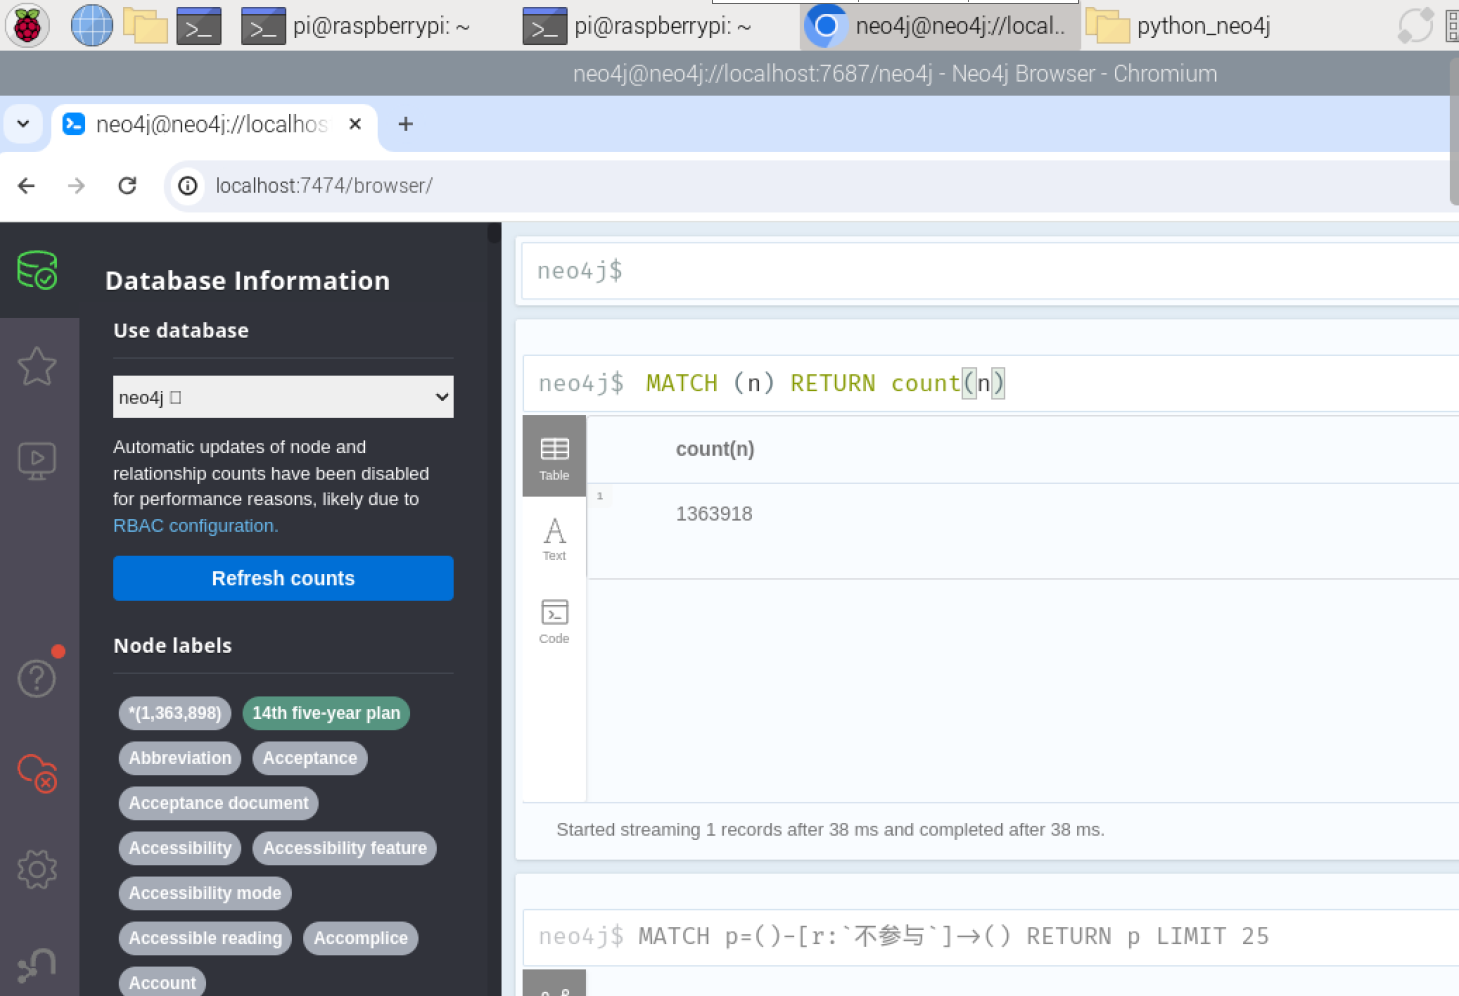 pi@raspberrypi: ~ pi@raspberrypi: ~ neo4j@neo4j://local.. python_neo4j
neo4j@neo4j://localhost:7687/neo4j - Neo4j Browser - Chromium
neo4j@neo4j://localhos
localhost:7474/browser/
Database Information
Use database
neo4j
Automatic updates of node and
relationship counts have been disabled
for performance reasons, likely due to
RBAC configuration.
Refresh counts
Node labels
*(1,363,898) 14th five-year plan
Abbreviation Acceptance
Acceptance document
Accessibility Accessibility feature
Accessibility mode
Accessible reading Accomplice
Account
neo4j$
neo4j$ MATCH (n) RETURN count(n)
Table
Text
Code
count(n)
1
1363918
Started streaming 1 records after 38 ms and completed after 38 ms.
neo4j$ MATCH p=()-[r:`不参与`]->() RETURN p LIMIT 25